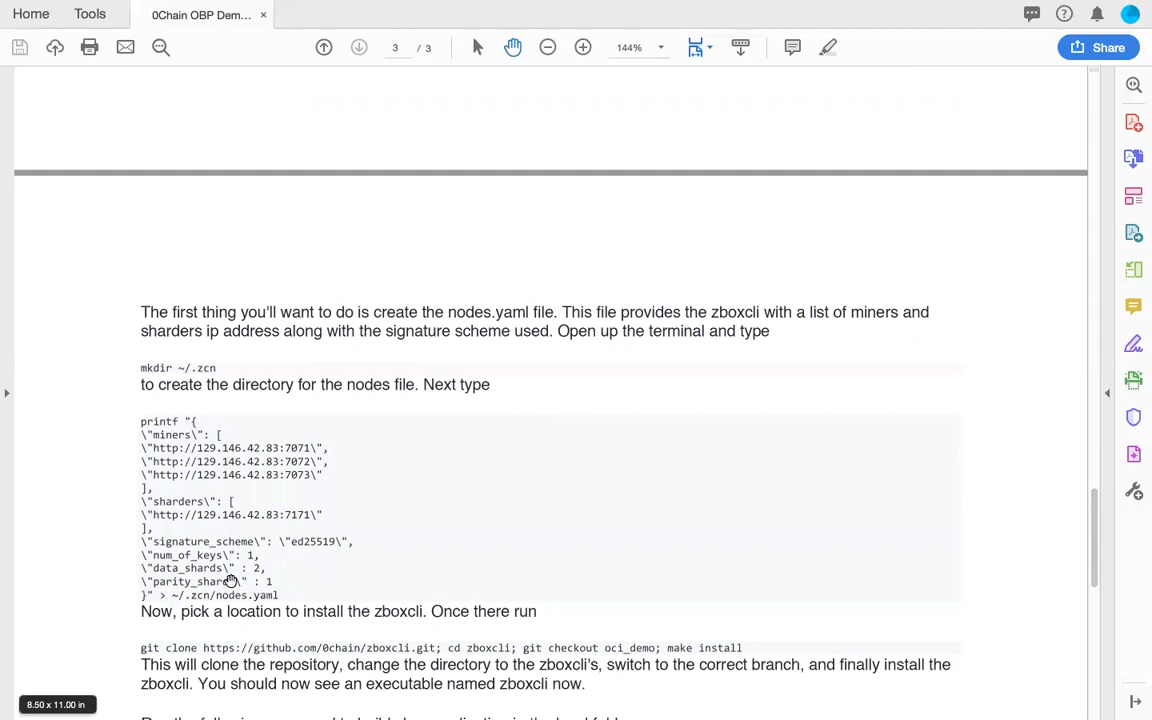 Home
Tools
0Chain OBP Dem...
×
3 / 3
144%
Share
The first thing you'll want to do is create the nodes.yaml file. This file provides the zboxcli with a list of miners and
sharders ip address along with the signature scheme used. Open up the terminal and type
mkdir ~/.zcn
to create the directory for the nodes file. Next type
printf "{
\"miners\": [
\"http://129.146.42.83:7071\",
\"http://129.146.42.83:7072\",
\"http://129.146.42.83:7073\"
],
\"sharders\": [
\"http://129.146.42.83:7171\"
],
\"signature_scheme\": \"ed25519\",
\"num_of_keys\": 1,
\"data_shards\" : 2,
\" : 1
}" > ~/.zcn/nodes.yaml
Now, pick a location to install the zboxcli. Once there run
git clone https://github.com/0chain/zboxcli.git; cd zboxcli; git checkout oci_demo; make install
This will clone the repository, change the directory to the zboxcli's, switch to the correct branch, and finally install the
zboxcli. You should now see an executable named zboxcli now.
8.50 x 11.00 in